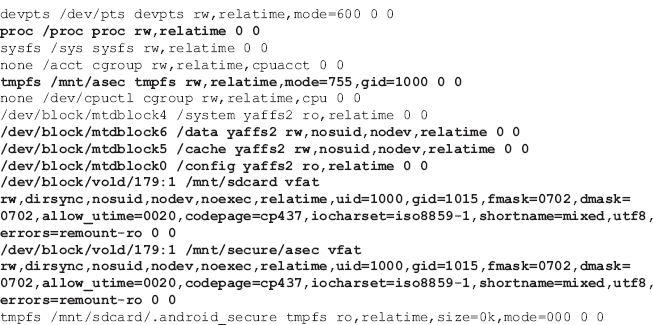 devpts /dev/pts devpts rw,relatime,mode=600 0 0
proc /proc proc rw,relatime 0 0
sysfs /sys sysfs rw,relatime 0 0
none /acct cgroup rw,relatime,cpuacct 0 0
tmpfs /mnt/asec tmpfs rw,relatime,mode=755,gid=1000 0 0
none /dev/cpuctl cgroup rw,relatime,cpu 0 0
/dev/block/mtdblock4 /system yaffs2 ro,relatime 0 0
/dev/block/mtdblock6 /data yaffs2 rw,nosuid,nodev,relatime 0 0
/dev/block/mtdblock5 /cache yaffs2 rw,nosuid,nodev,relatime 0 0
/dev/block/mtdblock0 /config yaffs2 ro,relatime 0 0
/dev/block/vold/179:1 /mnt/sdcard vfat
rw,dirsync,nosuid,nodev,noexec,relatime,uid=1000,gid=1015,fmask=0702,dmask=
0702,allow_utime=0020,codepage=cp437,iocharset=iso8859-1,shortname=mixed,utf8,
errors=remount-ro 0 0
/dev/block/vold/179:1 /mnt/secure/asec vfat
rw,dirsync,nosuid,nodev,noexec,relatime,uid=1000,gid=1015,fmask=0702,dmask=
0702,allow_utime=0020,codepage=cp437,iocharset=iso8859-1,shortname=mixed,utf8,
errors=remount-ro 0 0
tmpfs /mnt/sdcard/.android_secure tmpfs ro,relatime,size=0k,mode=000 0 0